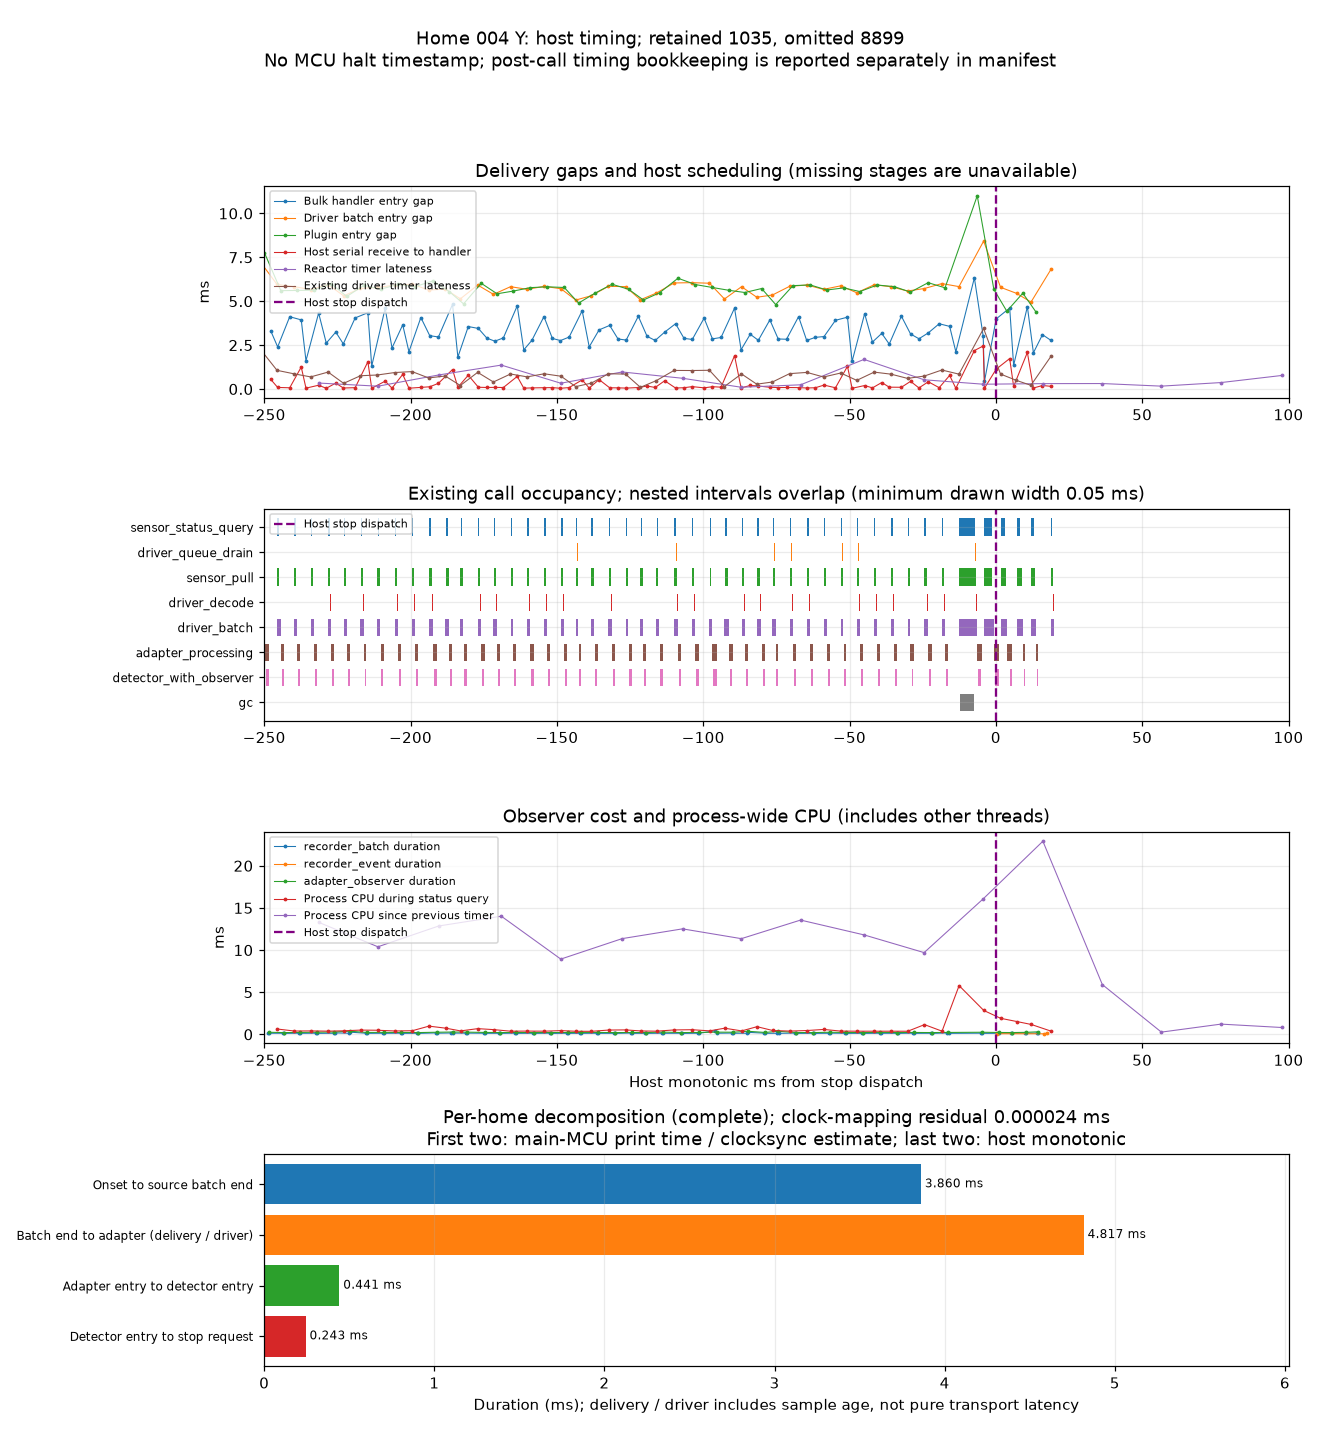 Home 004 Y: host timing; retained 1035, omitted 8899
No MCU halt timestamp; post-call timing bookkeeping is reported separately in manifest
Delivery gaps and host scheduling (missing stages are unavailable)
ms
10.0
7.5
5.0
2.5
0.0
Bulk handler entry gap
Driver batch entry gap
Plugin entry gap
Host serial receive to handler
Reactor timer lateness
Existing driver timer lateness
Host stop dispatch
−250 −200 −150 −100 −50 0 50 100
Existing call occupancy; nested intervals overlap (minimum drawn width 0.05 ms)
Host stop dispatch
sensor_status_query
driver_queue_drain
sensor_pull
driver_decode
driver_batch
adapter_processing
detector_with_observer
gc
−250 −200 −150 −100 −50 0 50 100
Observer cost and process-wide CPU (includes other threads)
ms
20
15
10
5
0
recorder_batch duration
recorder_event duration
adapter_observer duration
Process CPU during status query
Process CPU since previous timer
Host stop dispatch
−250 −200 −150 −100 −50 0 50 100
Host monotonic ms from stop dispatch
Per-home decomposition (complete); clock-mapping residual 0.000024 ms
First two: main-MCU print time / clocksync estimate; last two: host monotonic
Onset to source batch end 3.860 ms
Batch end to adapter (delivery / driver) 4.817 ms
Adapter entry to detector entry 0.441 ms
Detector entry to stop request 0.243 ms
0 1 2 3 4 5 6
Duration (ms); delivery / driver includes sample age, not pure transport latency